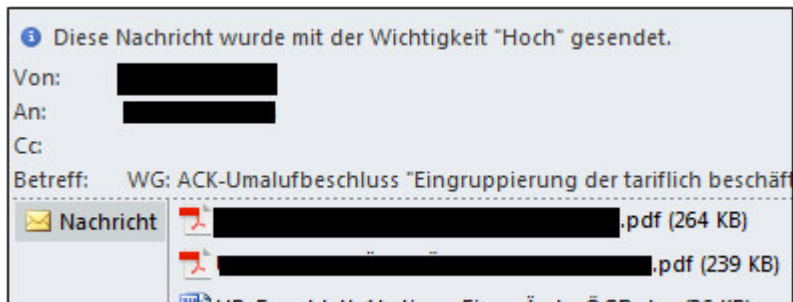 Diese Nachricht wurde mit der Wichtigkeit "Hoch" gesendet.
Von:
An:
Cc:
Betreff: WG: ACK-Umalufbeschluss "Eingruppierung der tariflich beschäft
Nachricht
.pdf (264 KB)
.pdf (239 KB)